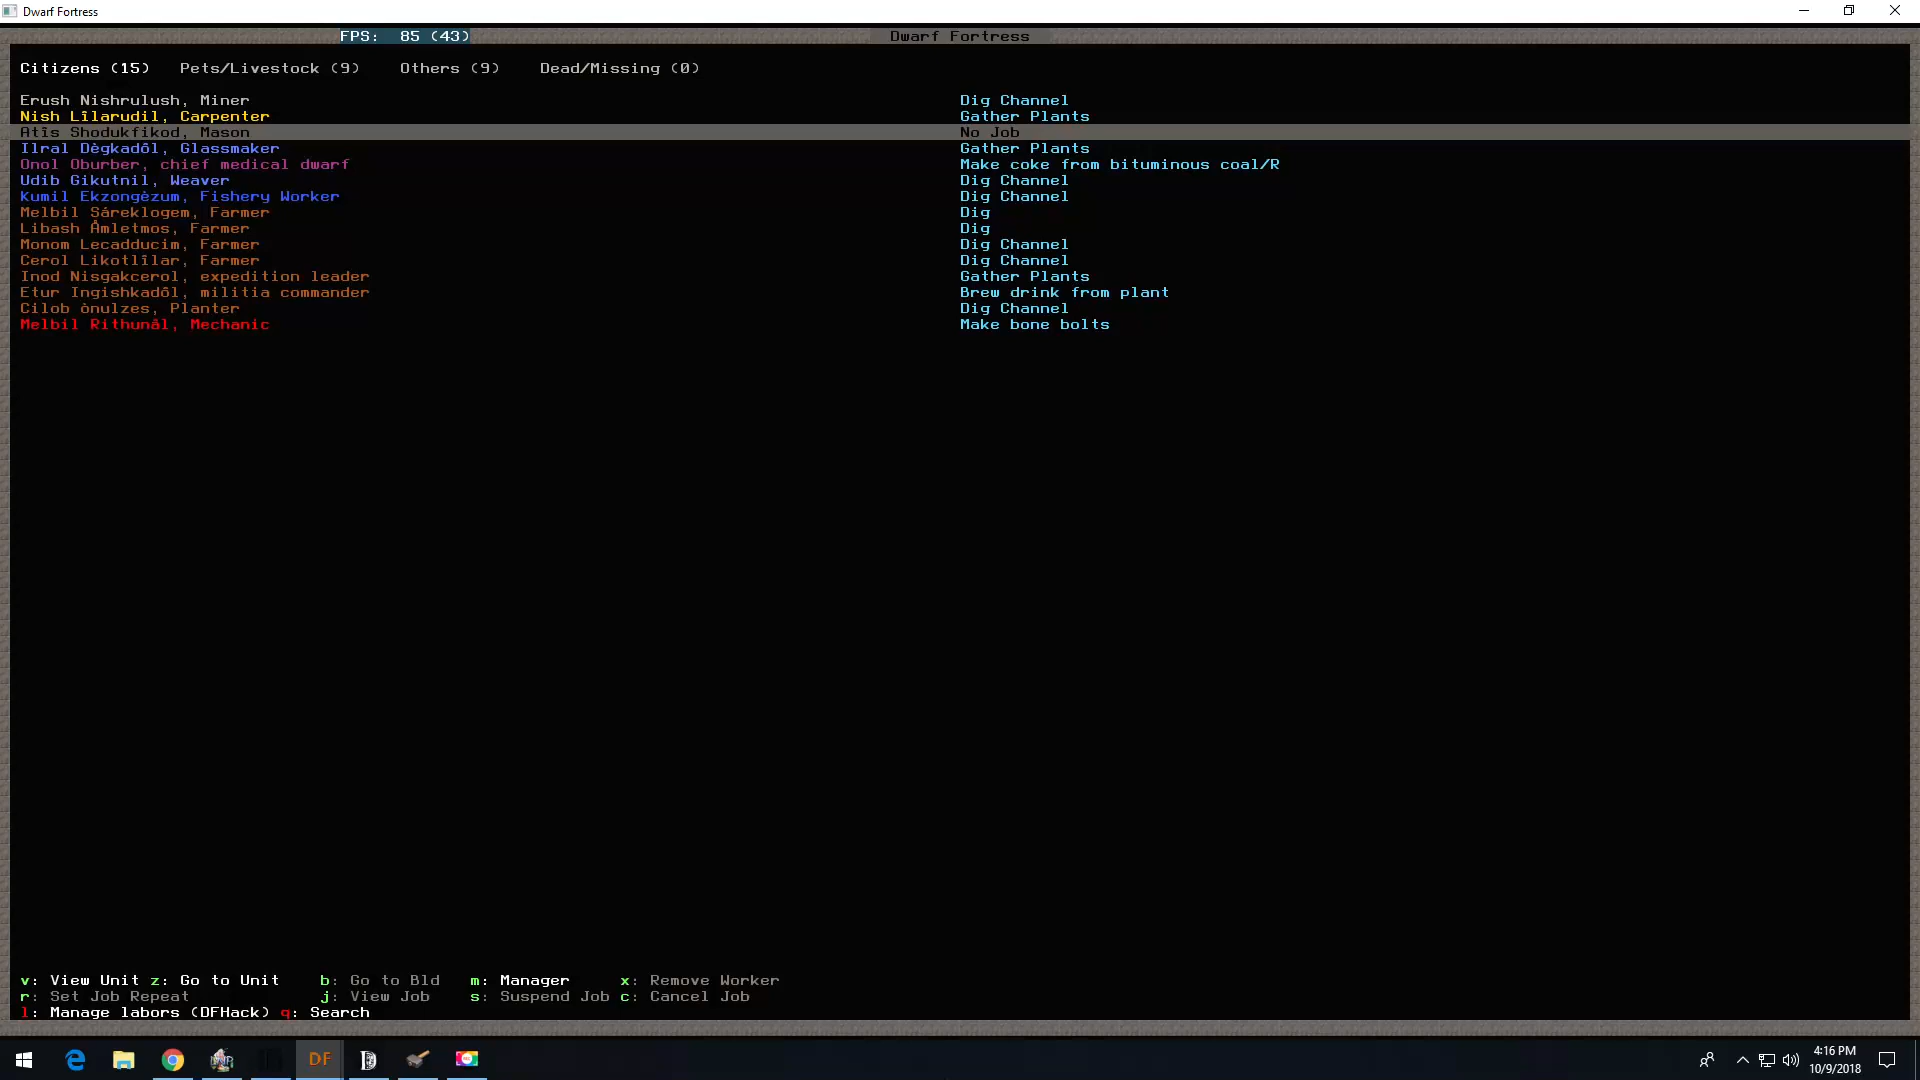 Dwarf Fortress
FPS: 85 (43) Dwarf Fortress
Citizens (15) Pets/Livestock (9) Others (9) Dead/Missing (0)
Erush Nishrulush, Miner Dig Channel
Nish Lîlarudil, Carpenter Gather Plants
Atîs Shodukfikod, Mason No Job
Ilral Dègkadôl, Glassmaker Gather Plants
Onol Oburber, chief medical dwarf Make coke from bituminous coal/R
Udib Gikutnil, Weaver Dig Channel
Kumil Ekzongèzum, Fishery Worker Dig Channel
Melbil Sáreklogem, Farmer Dig
Libash Åmletmos, Farmer Dig
Monom Lecadducim, Farmer Dig Channel
Cerol Likotlîlar, Farmer Dig Channel
Inod Nisgakcerol, expedition leader Gather Plants
Etur Ingishkadôl, militia commander Brew drink from plant
Cilob ònulzes, Planter Dig Channel
Melbil Rithunâl, Mechanic Make bone bolts
v: View Unit z: Go to Unit b: Go to Bld m: Manager x: Remove Worker
r: Set Job Repeat j: View Job s: Suspend Job c: Cancel Job
l: Manage labors (DFHack) q: Search
DF
4:16 PM
10/9/2018